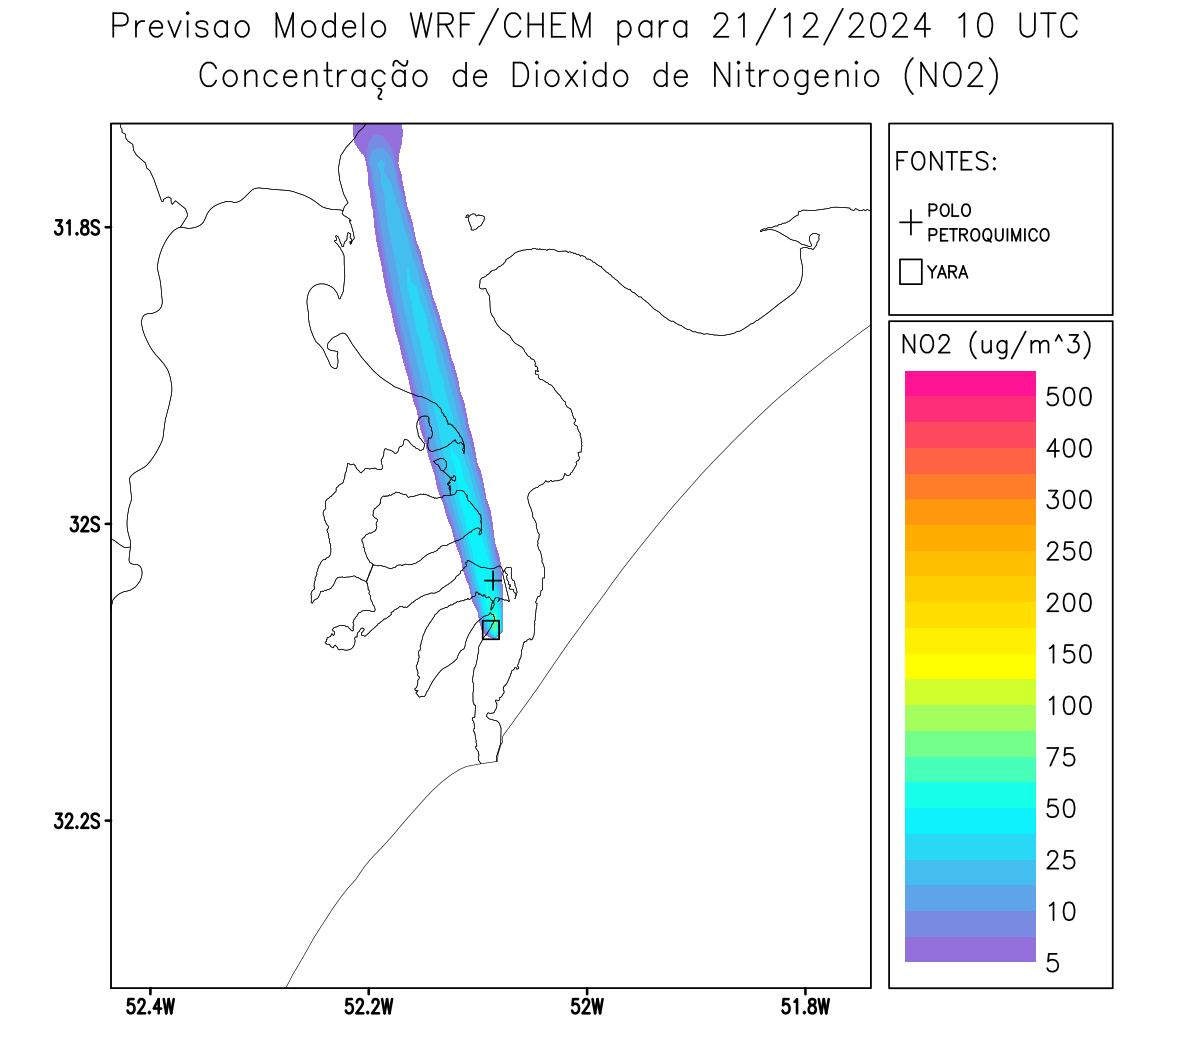 Previsao Modelo WRF/CHEM para 21/12/2024 10 UTC
Concentração de Dioxido de Nitrogenio (NO2)
FONTES:
POLO
PETROQUIMICO
YARA
NO2 (ug/m^3)
500
400
300
250
200
150
100
75
50
25
10
5
31.8S
32S
32.2S
52.4W
52.2W
52W
51.8W